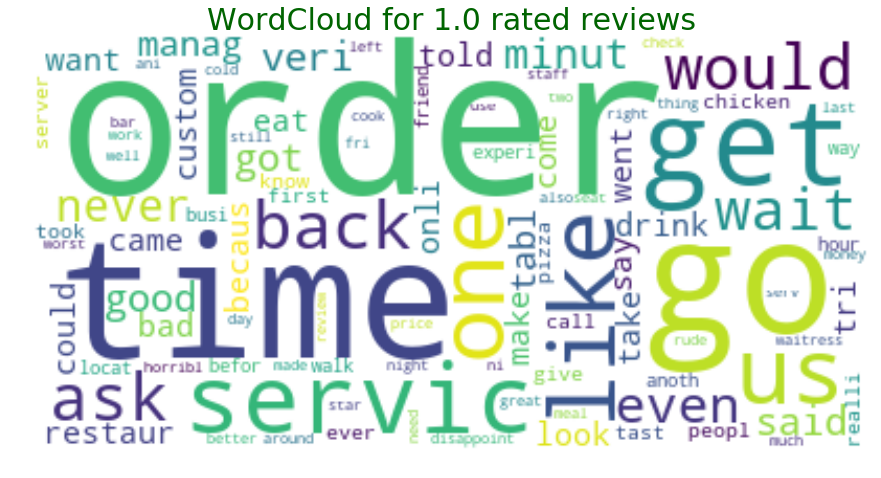 WordCloud for 1.0 rated reviews
want
manag
ani
cold
veri
left
told
minut
staff
check
would
server
bar
work
well
custom
still
eat
got
know
first
cook
fri
order
friend
use
experi
two
come
right
thing
chicken
last
way
get
went
never
busi
becaus
back
onli
one
also
seat
like
drink
wait
took
worst
came
time
tabl
pizza
say
hour
money
could
good
bad
day
review
price
make
call
take
go
serv
tri
rude
waitress
locat
horribl
befor
made
walk
night
ni
give
anoth
us
ask
servic
star
great
meal
even
said
realli
restaur
better
around
ever
need
disappoint
look
tast
peopl
much